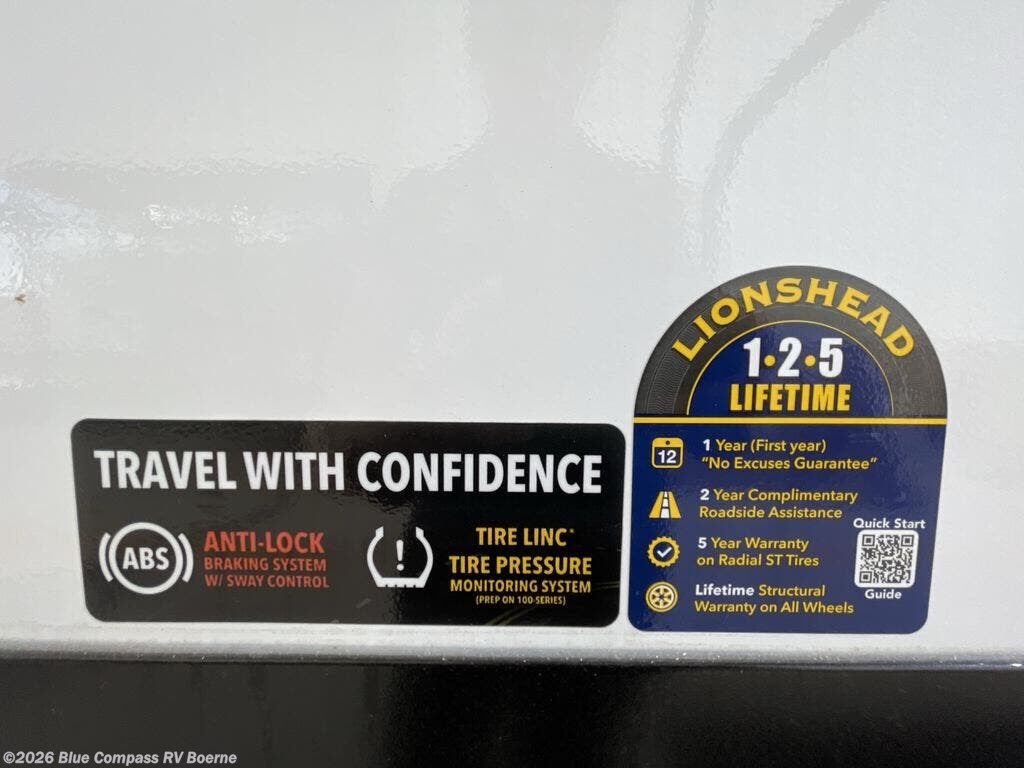 TRAVEL WITH CONFIDENCE
ABS
ANTI-LOCK
BRAKING SYSTEM
W/ SWAY CONTROL
!
TIRE LINC®
TIRE PRESSURE
MONITORING SYSTEM
(PREP ON 100-SERIES)
LIONSHEAD
1•2•5
LIFETIME
12
1 Year (First year)
"No Excuses Guarantee"
2 Year Complimentary
Roadside Assistance
5 Year Warranty
on Radial ST Tires
Lifetime Structural
Warranty on All Wheels
Quick Start
Guide
©2026 Blue Compass RV Boerne